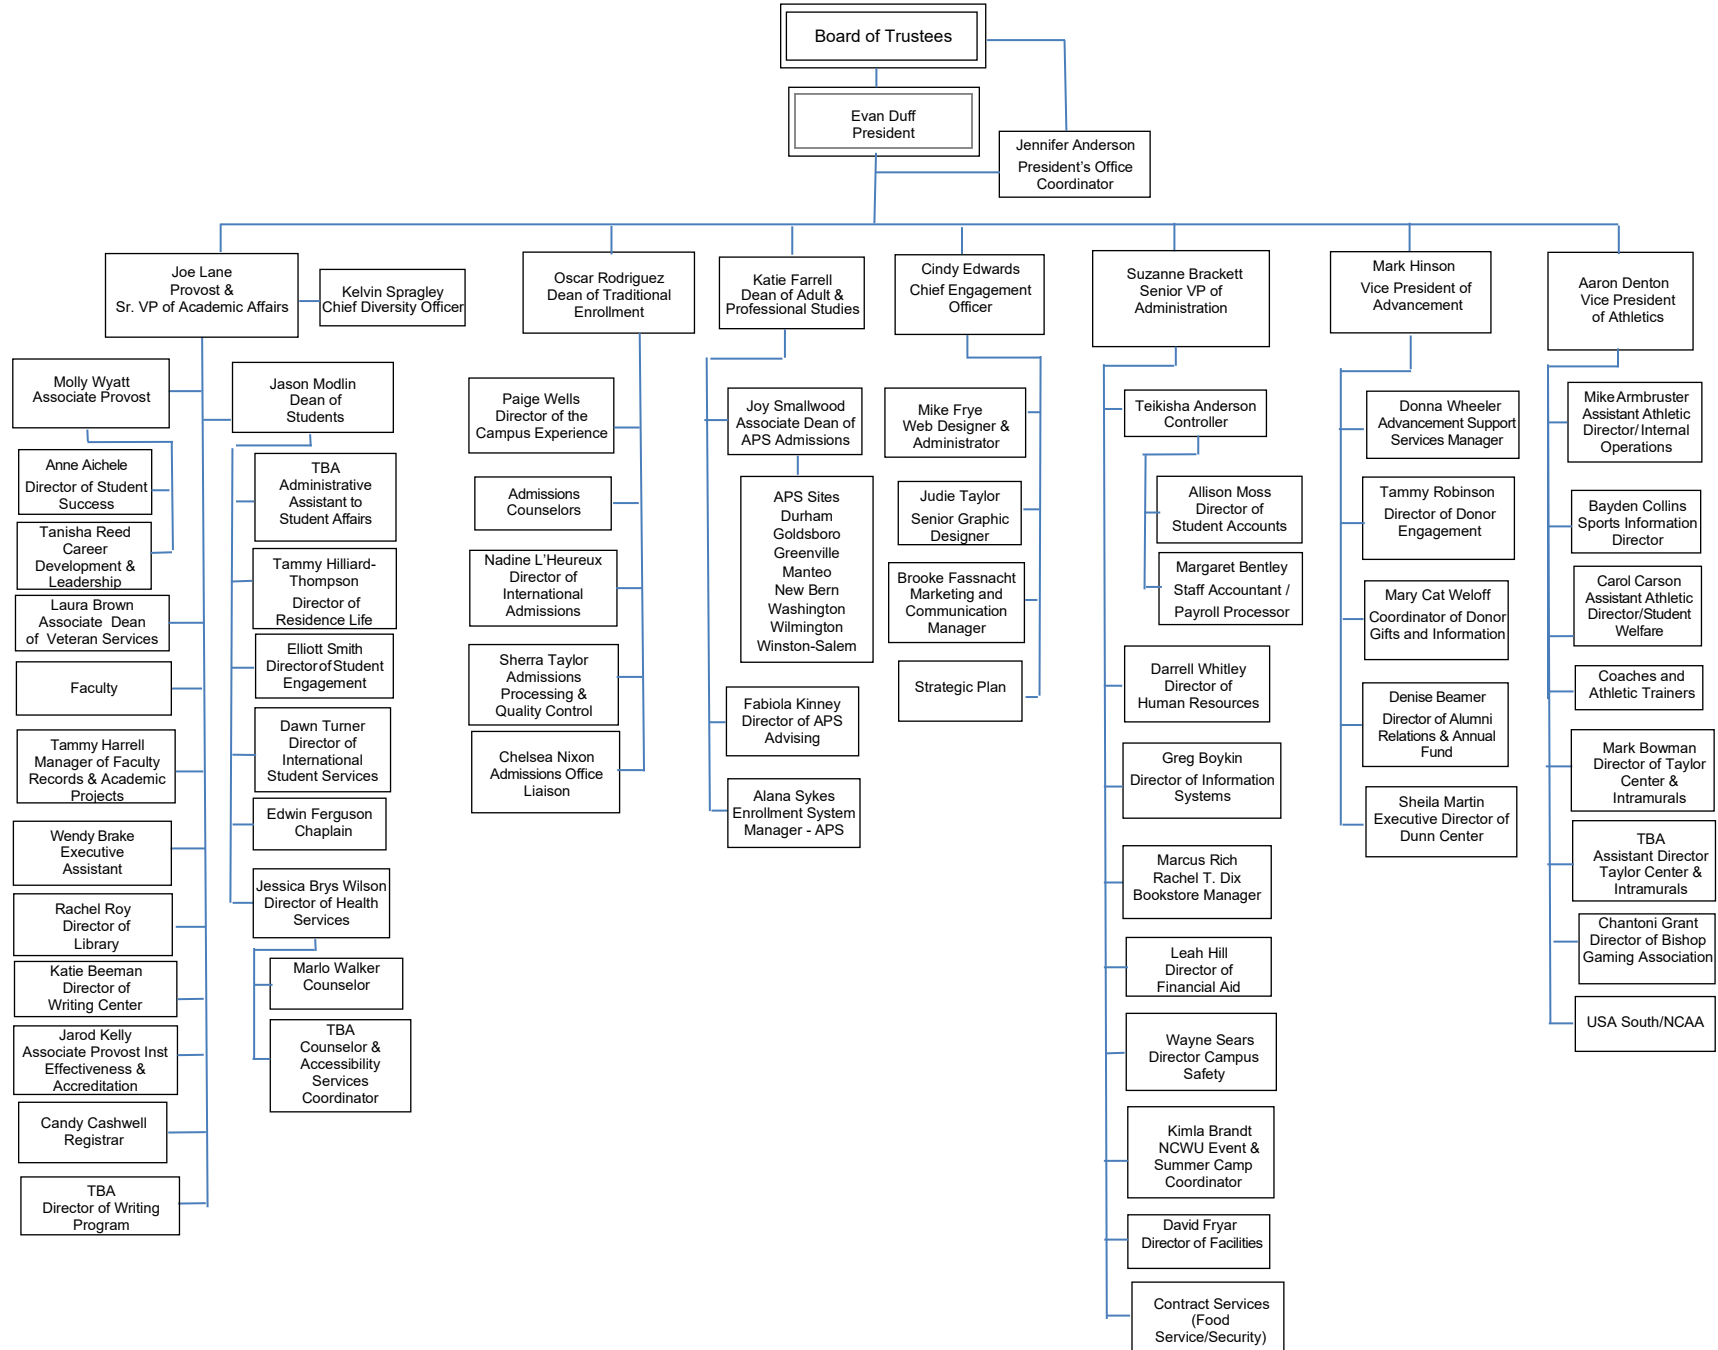 Board of Trustees
Evan Duff
President
Jennifer Anderson
President’s Office
Coordinator
Joe Lane
Provost &
Sr. VP of Academic Affairs
Kelvin Spragley
Chief Diversity Officer
Oscar Rodriguez
Dean of Traditional
Enrollment
Katie Farrell
Dean of Adult &
Professional Studies
Cindy Edwards
Chief Engagement
Officer
Suzanne Brackett
Senior VP of
Administration
Mark Hinson
Vice President of
Advancement
Aaron Denton
Vice President
of Athletics
Molly Wyatt
Associate Provost
Anne Aichele
Director of Student
Success
Tanisha Reed
Career
Development &
Leadership
Laura Brown
Associate Dean
of Veteran Services
Faculty
Tammy Harrell
Manager of Faculty
Records & Academic
Projects
Wendy Brake
Executive
Assistant
Rachel Roy
Director of
Library
Katie Beeman
Director of
Writing Center
Jarod Kelly
Associate Provost Inst
Effectiveness &
Accreditation
Candy Cashwell
Registrar
TBA
Director of Writing
Program
Jason Modlin
Dean of
Students
TBA
Administrative
Assistant to
Student Affairs
Tammy Hilliard-
Thompson
Director of
Residence Life
Elliott Smith
Director of Student
Engagement
Dawn Turner
Director of
International
Student Services
Edwin Ferguson
Chaplain
Jessica Brys Wilson
Director of Health
Services
Marlo Walker
Counselor
TBA
Counselor &
Accessibility
Services
Coordinator
Paige Wells
Director of the
Campus Experience
Admissions
Counselors
Nadine L’Heureux
Director of
International
Admissions
Sherra Taylor
Admissions
Processing &
Quality Control
Chelsea Nixon
Admissions Office
Liaison
Joy Smallwood
Associate Dean of
APS Admissions
APS Sites
Durham
Goldsboro
Greenville
Manteo
New Bern
Washington
Wilmington
Winston-Salem
Fabiola Kinney
Director of APS
Advising
Alana Sykes
Enrollment System
Manager - APS
Mike Frye
Web Designer &
Administrator
Judie Taylor
Senior Graphic
Designer
Brooke Fassnacht
Marketing and
Communication
Manager
Strategic Plan
Teikisha Anderson
Controller
Allison Moss
Director of
Student Accounts
Margaret Bentley
Staff Accountant /
Payroll Processor
Darrell Whitley
Director of
Human Resources
Greg Boykin
Director of Information
Systems
Marcus Rich
Rachel T. Dix
Bookstore Manager
Leah Hill
Director of
Financial Aid
Wayne Sears
Director Campus
Safety
Kimla Brandt
NCWU Event &
Summer Camp
Coordinator
David Fryar
Director of Facilities
Contract Services
(Food
Service/Security)
Donna Wheeler
Advancement Support
Services Manager
Tammy Robinson
Director of Donor
Engagement
Mary Cat Weloff
Coordinator of Donor
Gifts and Information
Denise Beamer
Director of Alumni
Relations & Annual
Fund
Sheila Martin
Executive Director of
Dunn Center
Mike Armbruster
Assistant Athletic
Director/ Internal
Operations
Bayden Collins
Sports Information
Director
Carol Carson
Assistant Athletic
Director/Student
Welfare
Coaches and
Athletic Trainers
Mark Bowman
Director of Taylor
Center &
Intramurals
TBA
Assistant Director
Taylor Center &
Intramurals
Chantoni Grant
Director of Bishop
Gaming Association
USA South/NCAA